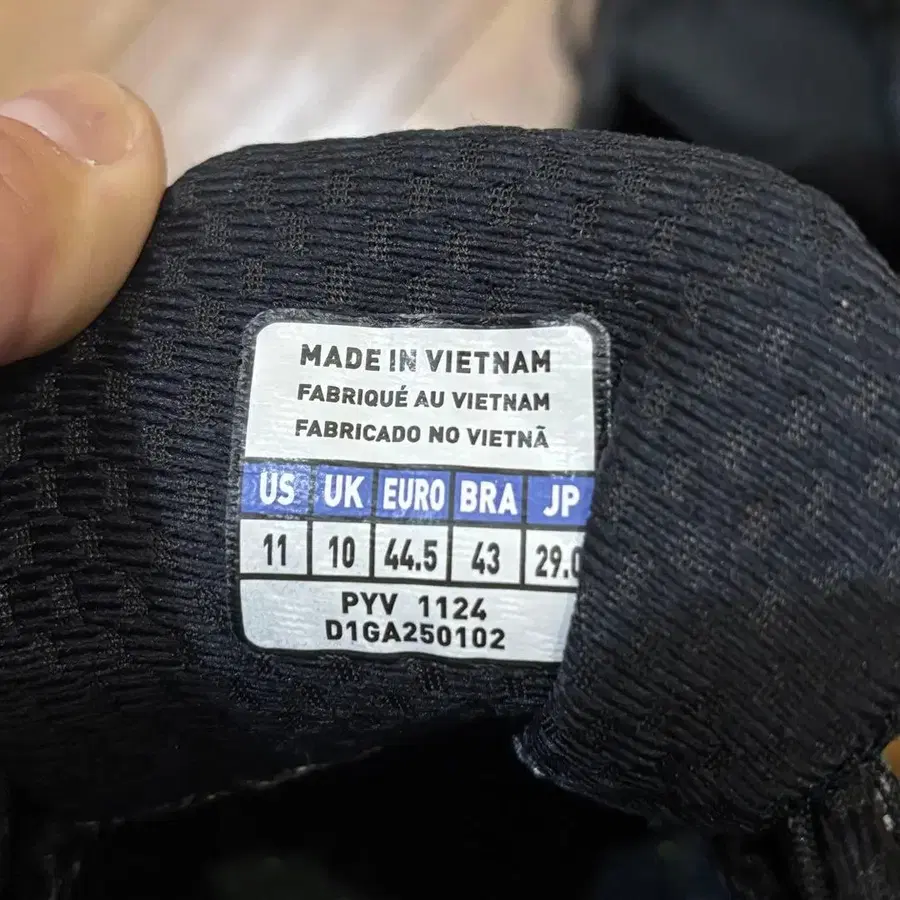 MADE IN VIETNAM
FABRIQUÉ AU VIETNAM
FABRICADO NO VIETNÃ
US UK EURO BRA JP
11 10 44.5 43 29.0
PYV 1124
D1GA250102